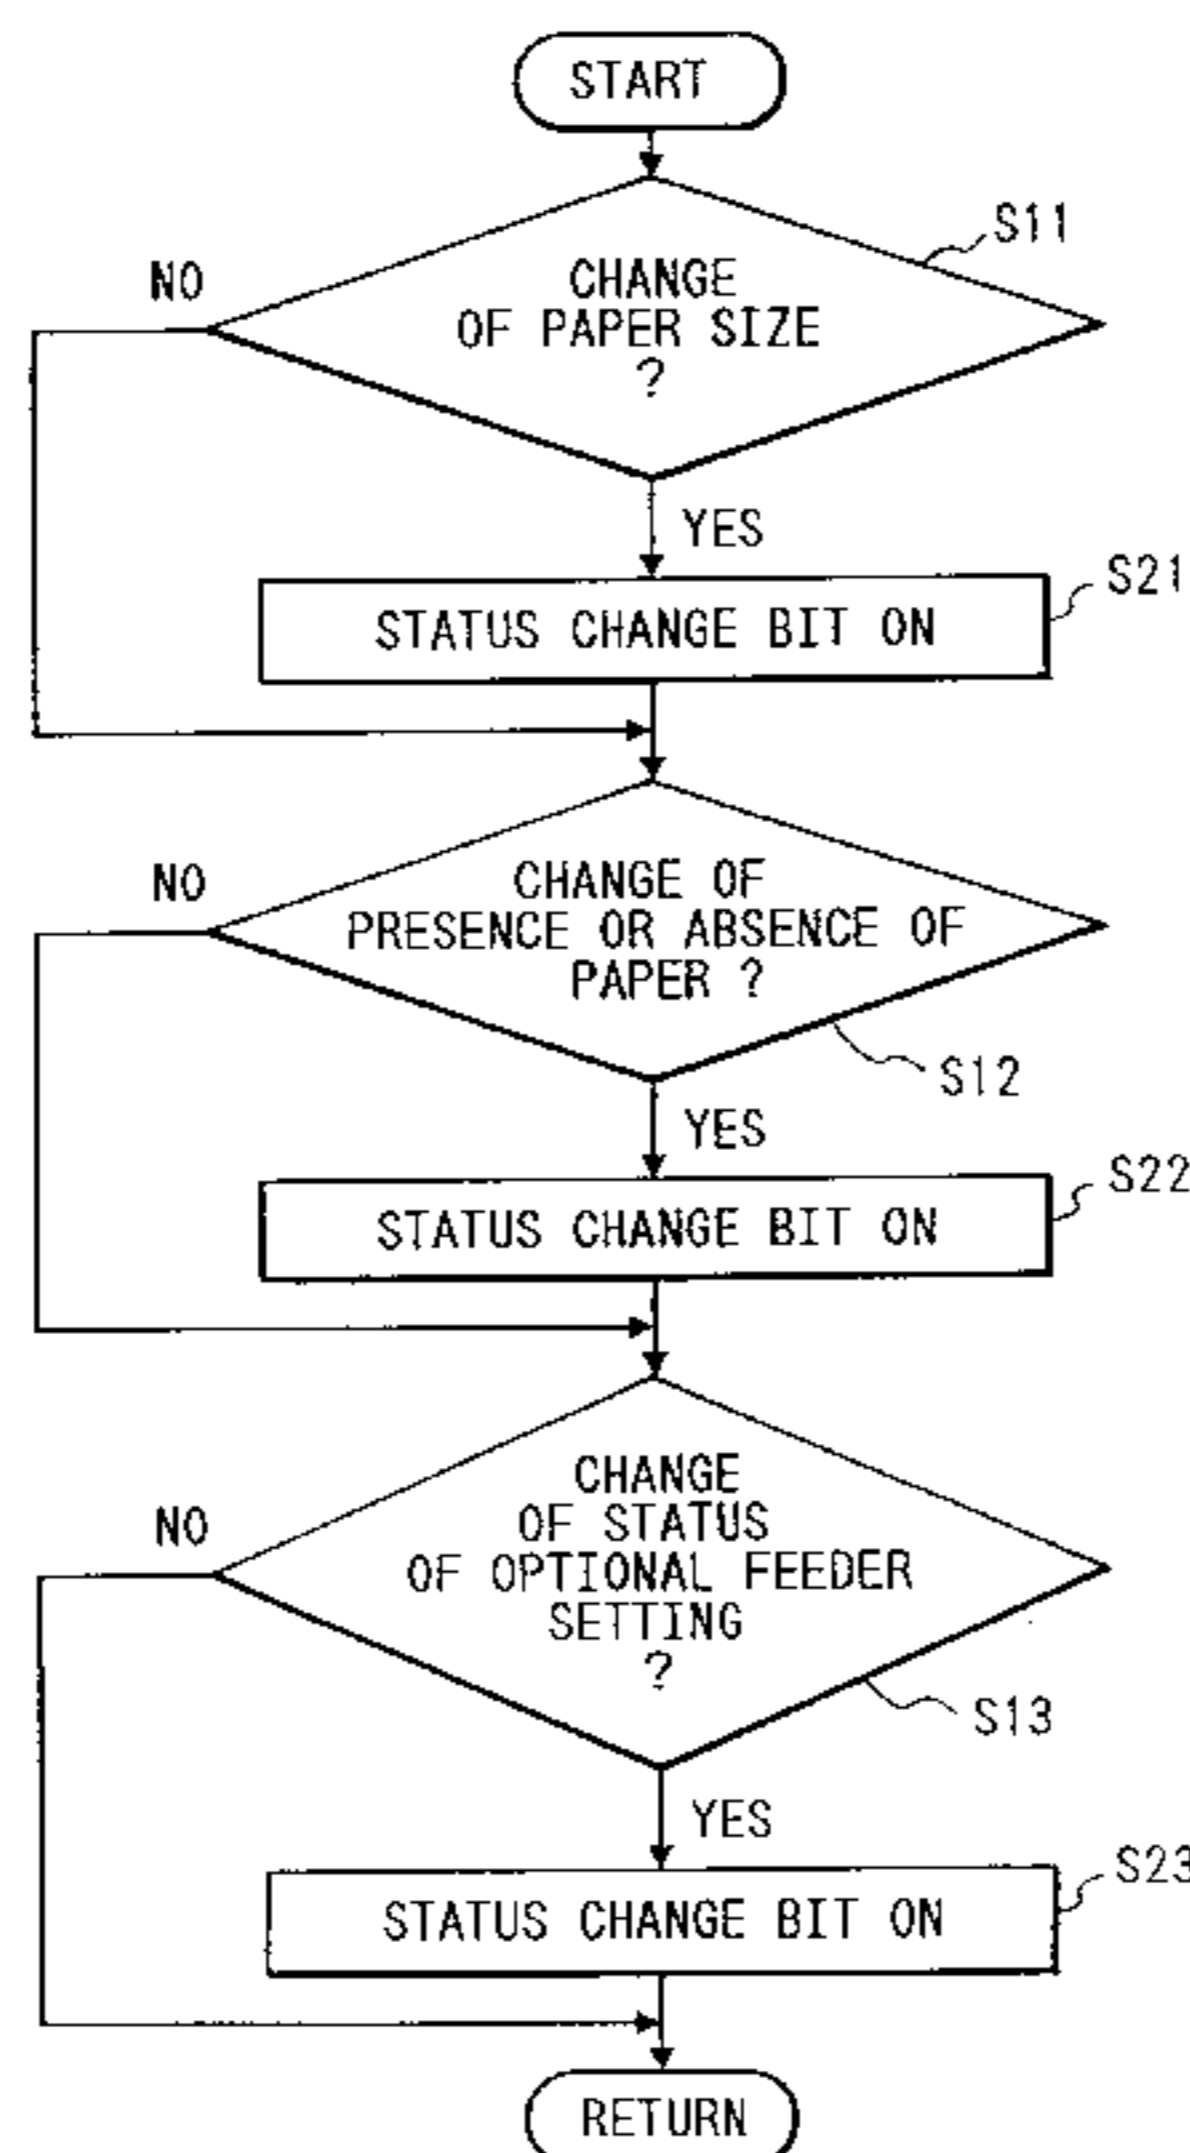 START
S11
NO
CHANGE
OF PAPER SIZE
?
YES
S21
STATUS CHANGE BIT ON
NO
CHANGE OF
PRESENCE OR ABSENCE OF
PAPER ?
S12
YES
S22
STATUS CHANGE BIT ON
CHANGE
NO
OF STATUS
OF OPTIONAL FEEDER
SETTING
?
S13
YES
S23
STATUS CHANGE BIT ON
RETURN